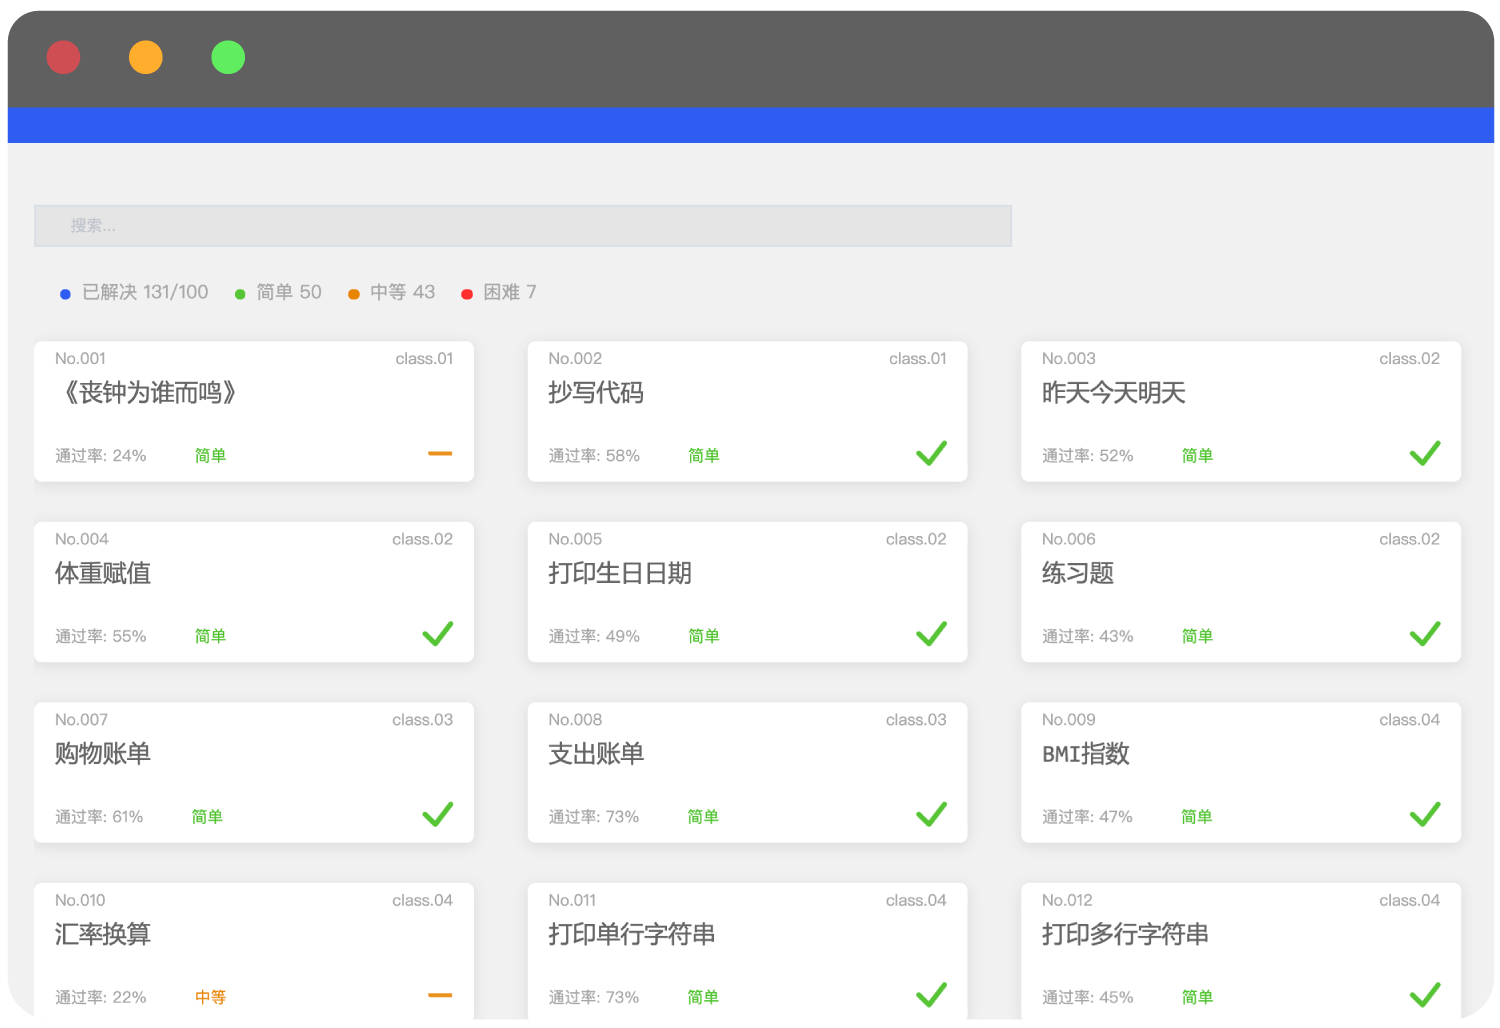 搜索...
已解决 131/100 简单 50 中等 43 困难 7
No.001 class.01
《丧钟为谁而鸣》
通过率: 24% 简单
No.002 class.01
抄写代码
通过率: 58% 简单
No.003 class.02
昨天今天明天
通过率: 52% 简单
No.004 class.02
体重赋值
通过率: 55% 简单
No.005 class.02
打印生日日期
通过率: 49% 简单
No.006 class.02
练习题
通过率: 43% 简单
No.007 class.03
购物账单
通过率: 61% 简单
No.008 class.03
支出账单
通过率: 73% 简单
No.009 class.04
BMI指数
通过率: 47% 简单
No.010 class.04
汇率换算
通过率: 22% 中等
No.011 class.04
打印单行字符串
通过率: 73% 简单
No.012 class.04
打印多行字符串
通过率: 45% 简单